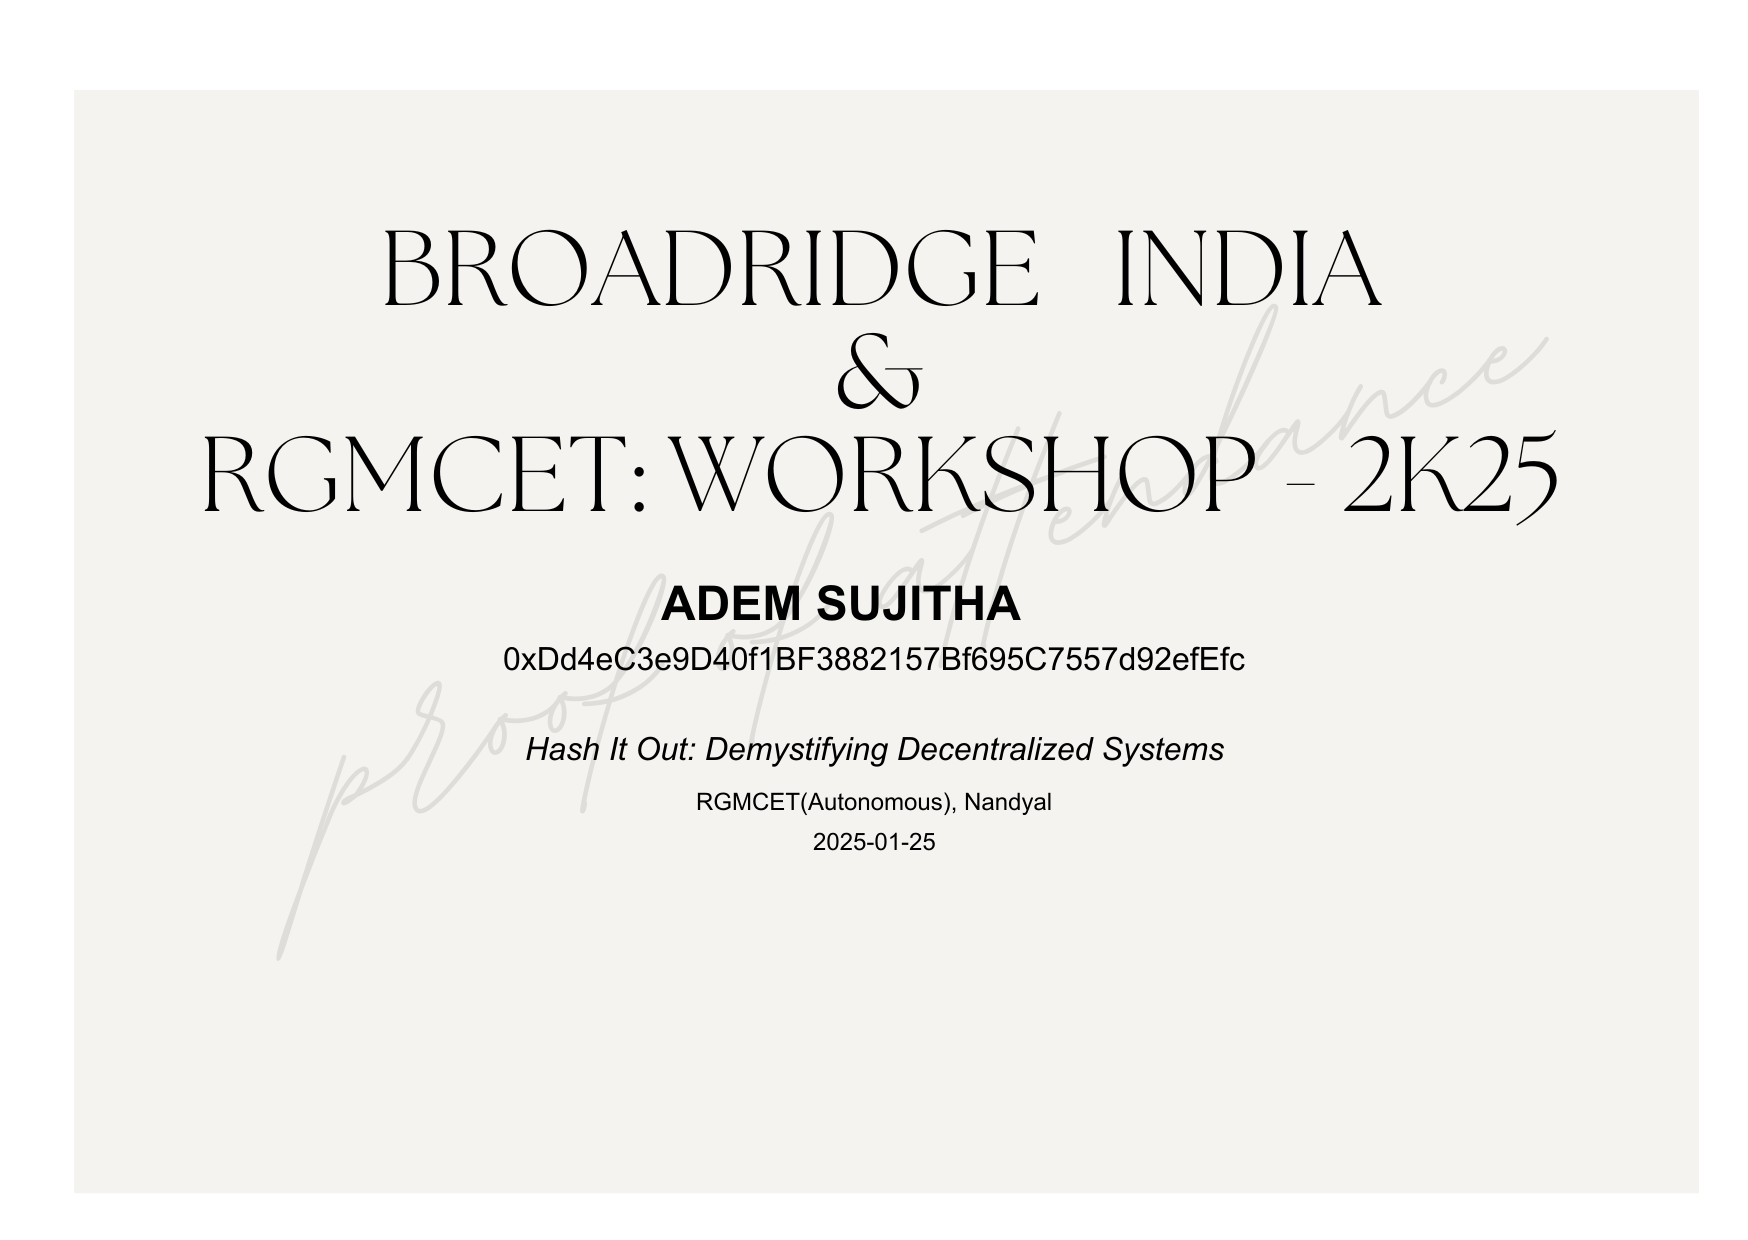 BROADRIDGE INDIA
&
RGMCET: WORKSHOP - 2K25
proof of attendance
ADEM SUJITHA
0xDd4eC3e9D40f1BF3882157Bf695C7557d92efEfc
Hash It Out: Demystifying Decentralized Systems
RGMCET(Autonomous), Nandyal
2025-01-25